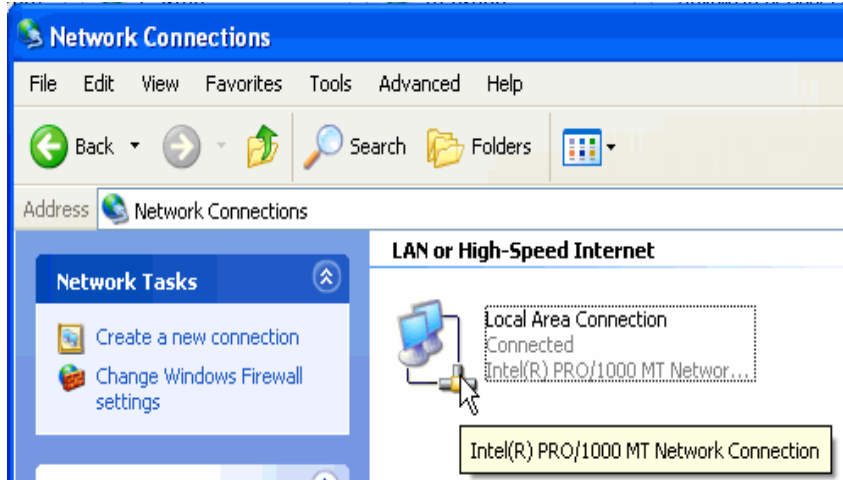 Network Connections
File Edit View Favorites Tools Advanced Help
Back Search Folders
Address Network Connections
Network Tasks
Create a new connection
Change Windows Firewall
settings
LAN or High-Speed Internet
Local Area Connection
Connected
Intel(R) PRO/1000 MT Networ...
Intel(R) PRO/1000 MT Network Connection